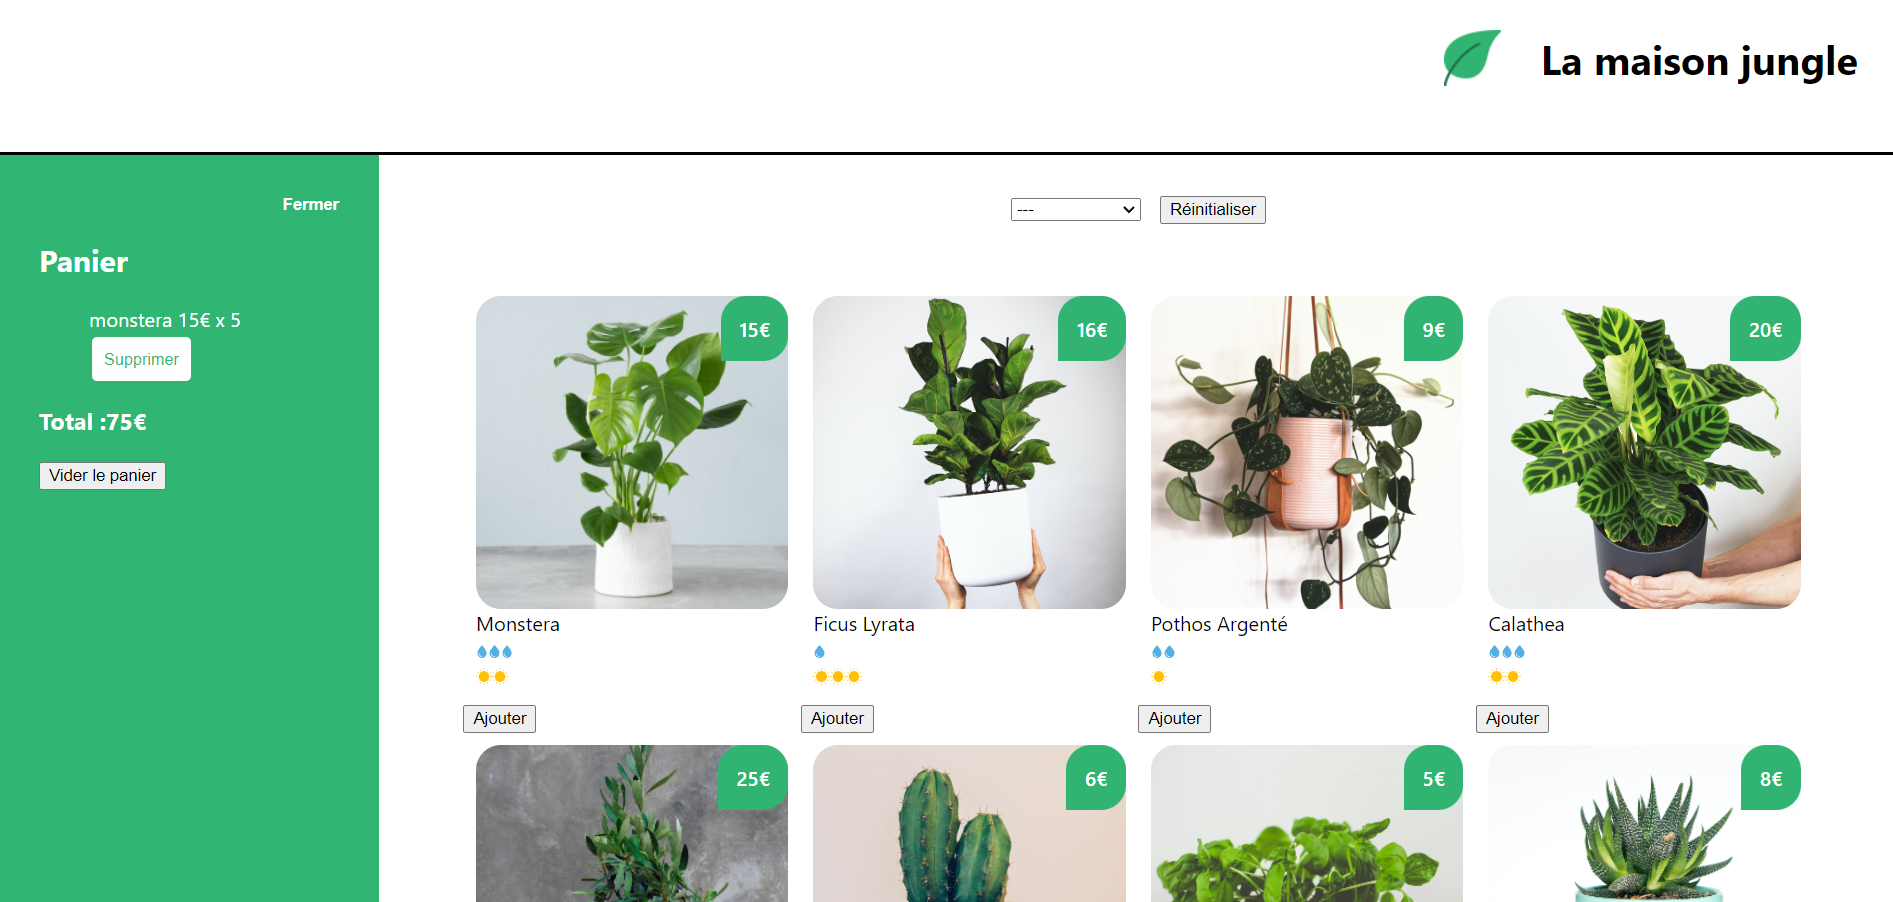 La maison jungle
Fermer
Panier
monstera 15€ x 5
Supprimer
Total :75€
Vider le panier
---
Réinitialiser
15€
16€
9€
20€
Monstera
Ficus Lyrata
Pothos Argenté
Calathea
Ajouter
Ajouter
Ajouter
Ajouter
25€
6€
5€
8€